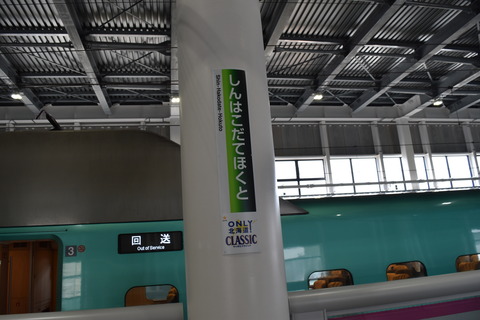 しんはこだてほくと
Shin-Hakodate-Hokuto
ONLY
北海道
CLASSIC
3
回送
Out of Service